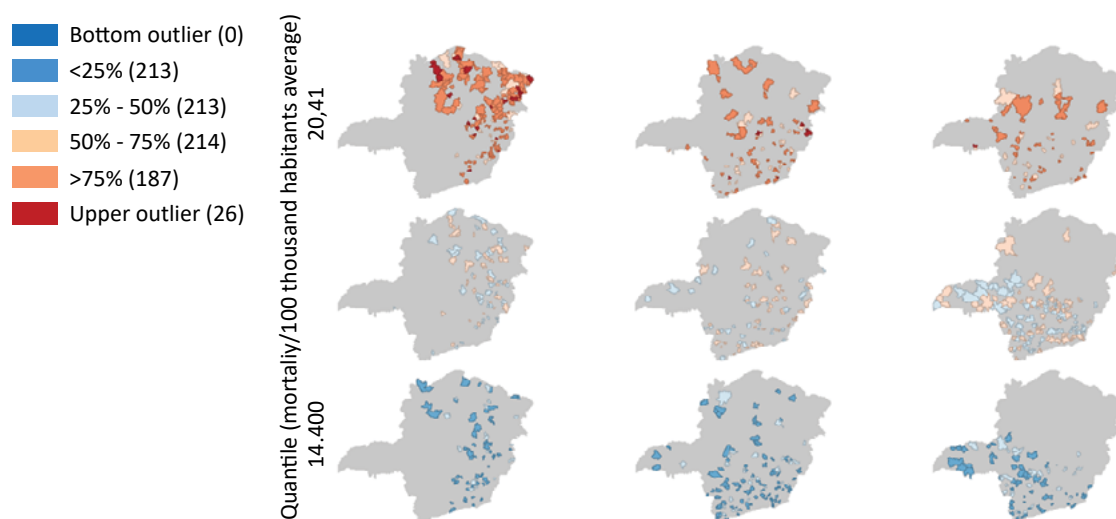 Bottom outlier (0)
<25% (213)
25% - 50% (213)
50% - 75% (214)
>75% (187)
Upper outlier (26)
Quantile (mortaliy/100 thousand habitants average)
14.400
20,41